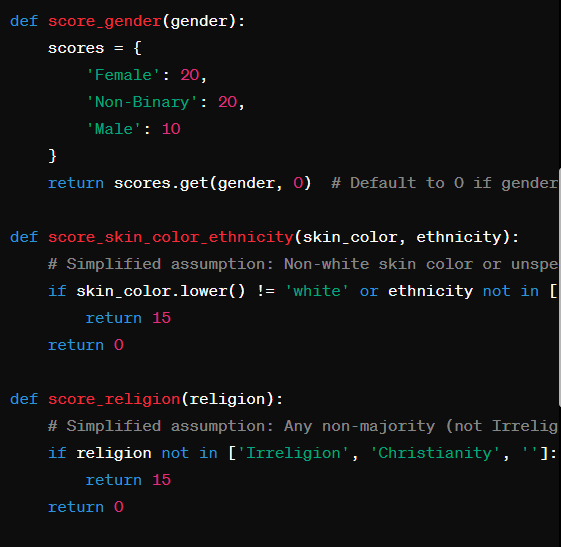 def score_gender(gender):
    scores = {
        'Female': 20,
        'Non-Binary': 20,
        'Male': 10
    }
    return scores.get(gender, 0)  # Default to 0 if gender
def score_skin_color_ethnicity(skin_color, ethnicity):
    # Simplified assumption: Non-white skin color or unspe
    if skin_color.lower() != 'white' or ethnicity not in [
        return 15
    return 0
def score_religion(religion):
    # Simplified assumption: Any non-majority (not Irrelig
    if religion not in ['Irreligion', 'Christianity', '']:
        return 15
    return 0